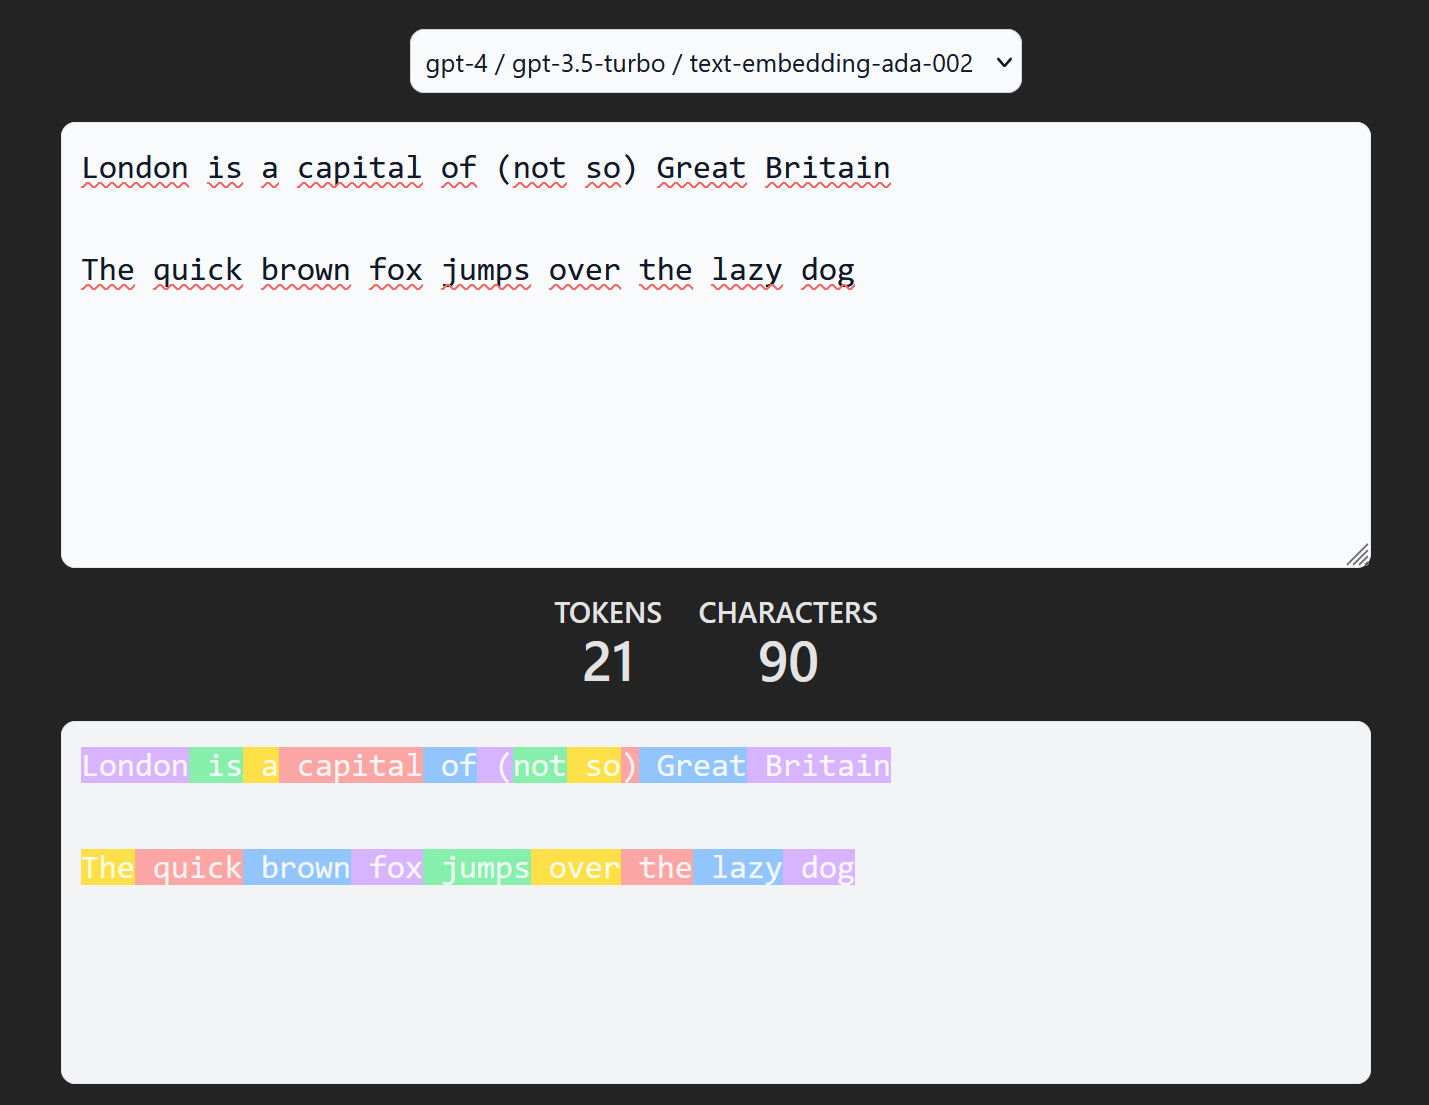 gpt-4 / gpt-3.5-turbo / text-embedding-ada-002
London is a capital of (not so) Great Britain
The quick brown fox jumps over the lazy dog
TOKENS CHARACTERS
21 90
London is a capital of (not so) Great Britain
The quick brown fox jumps over the lazy dog